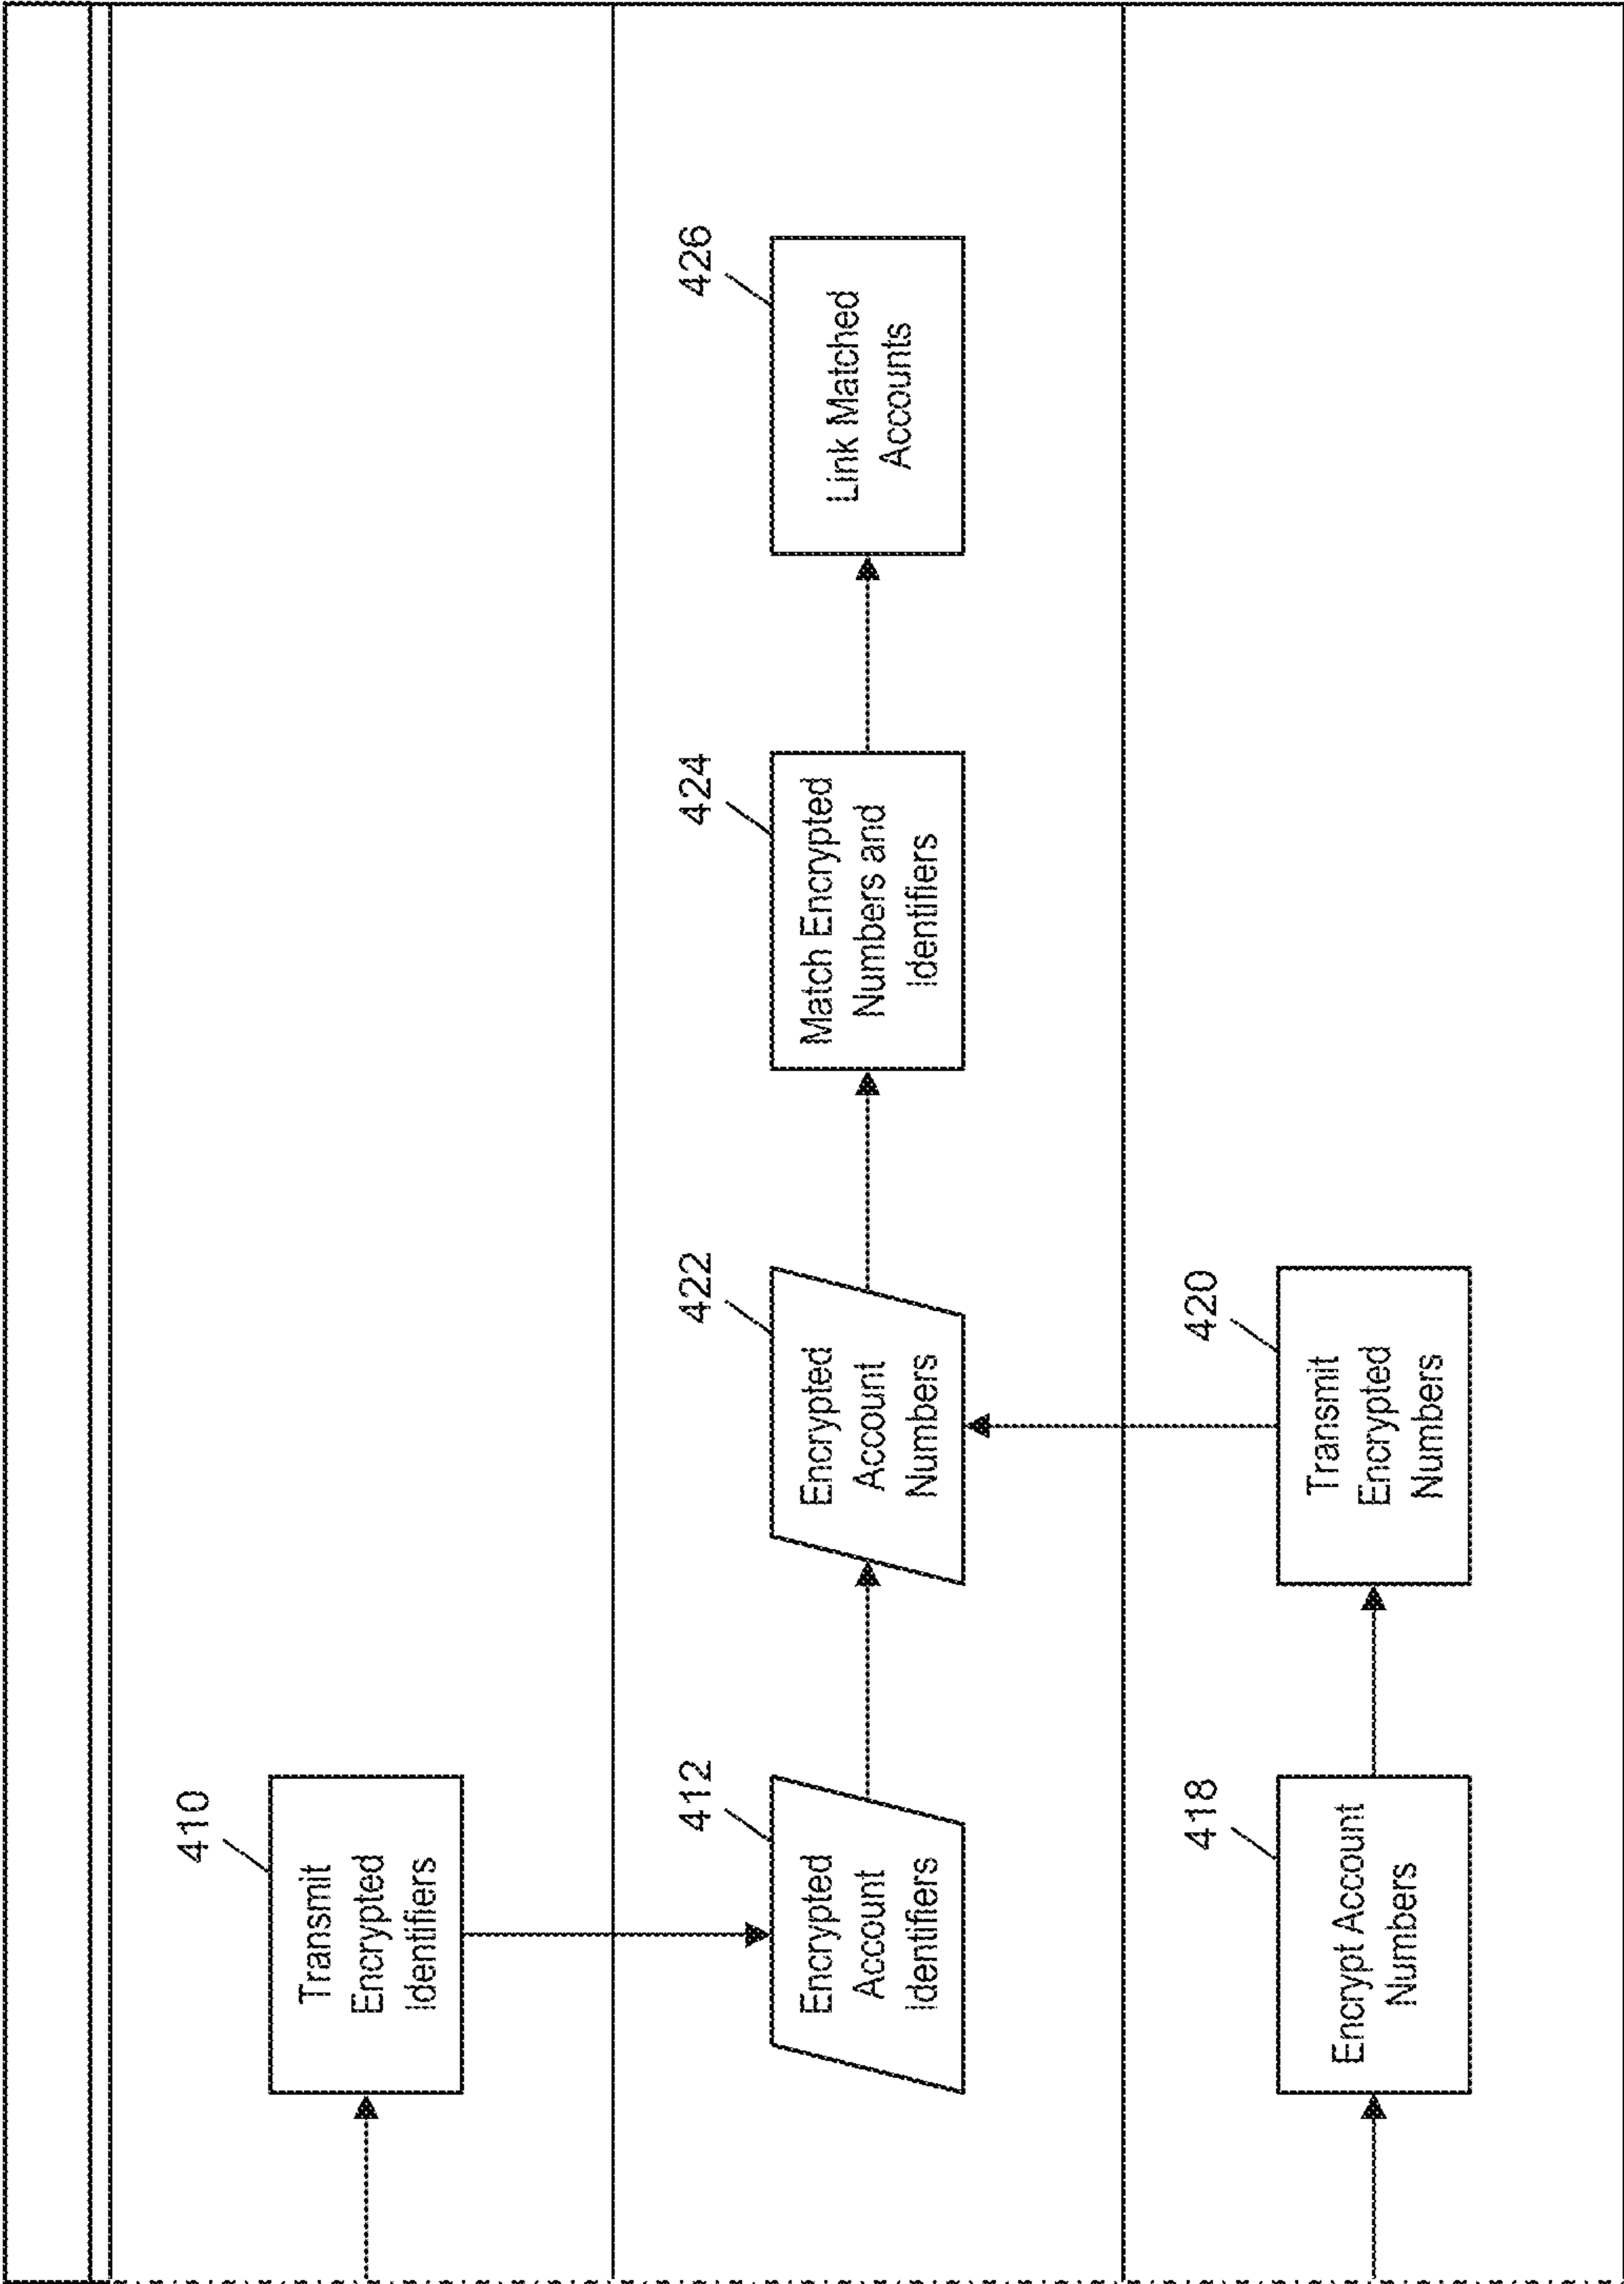 410
Transmit
Encrypted
Identifiers
412
Encrypted
Account
Identifiers
422
Encrypted
Account
Numbers
424
Match Encrypted
Numbers and
Identifiers
426
Link Matched
Accounts
418
Encrypt Account
Numbers
420
Transmit
Encrypted
Numbers